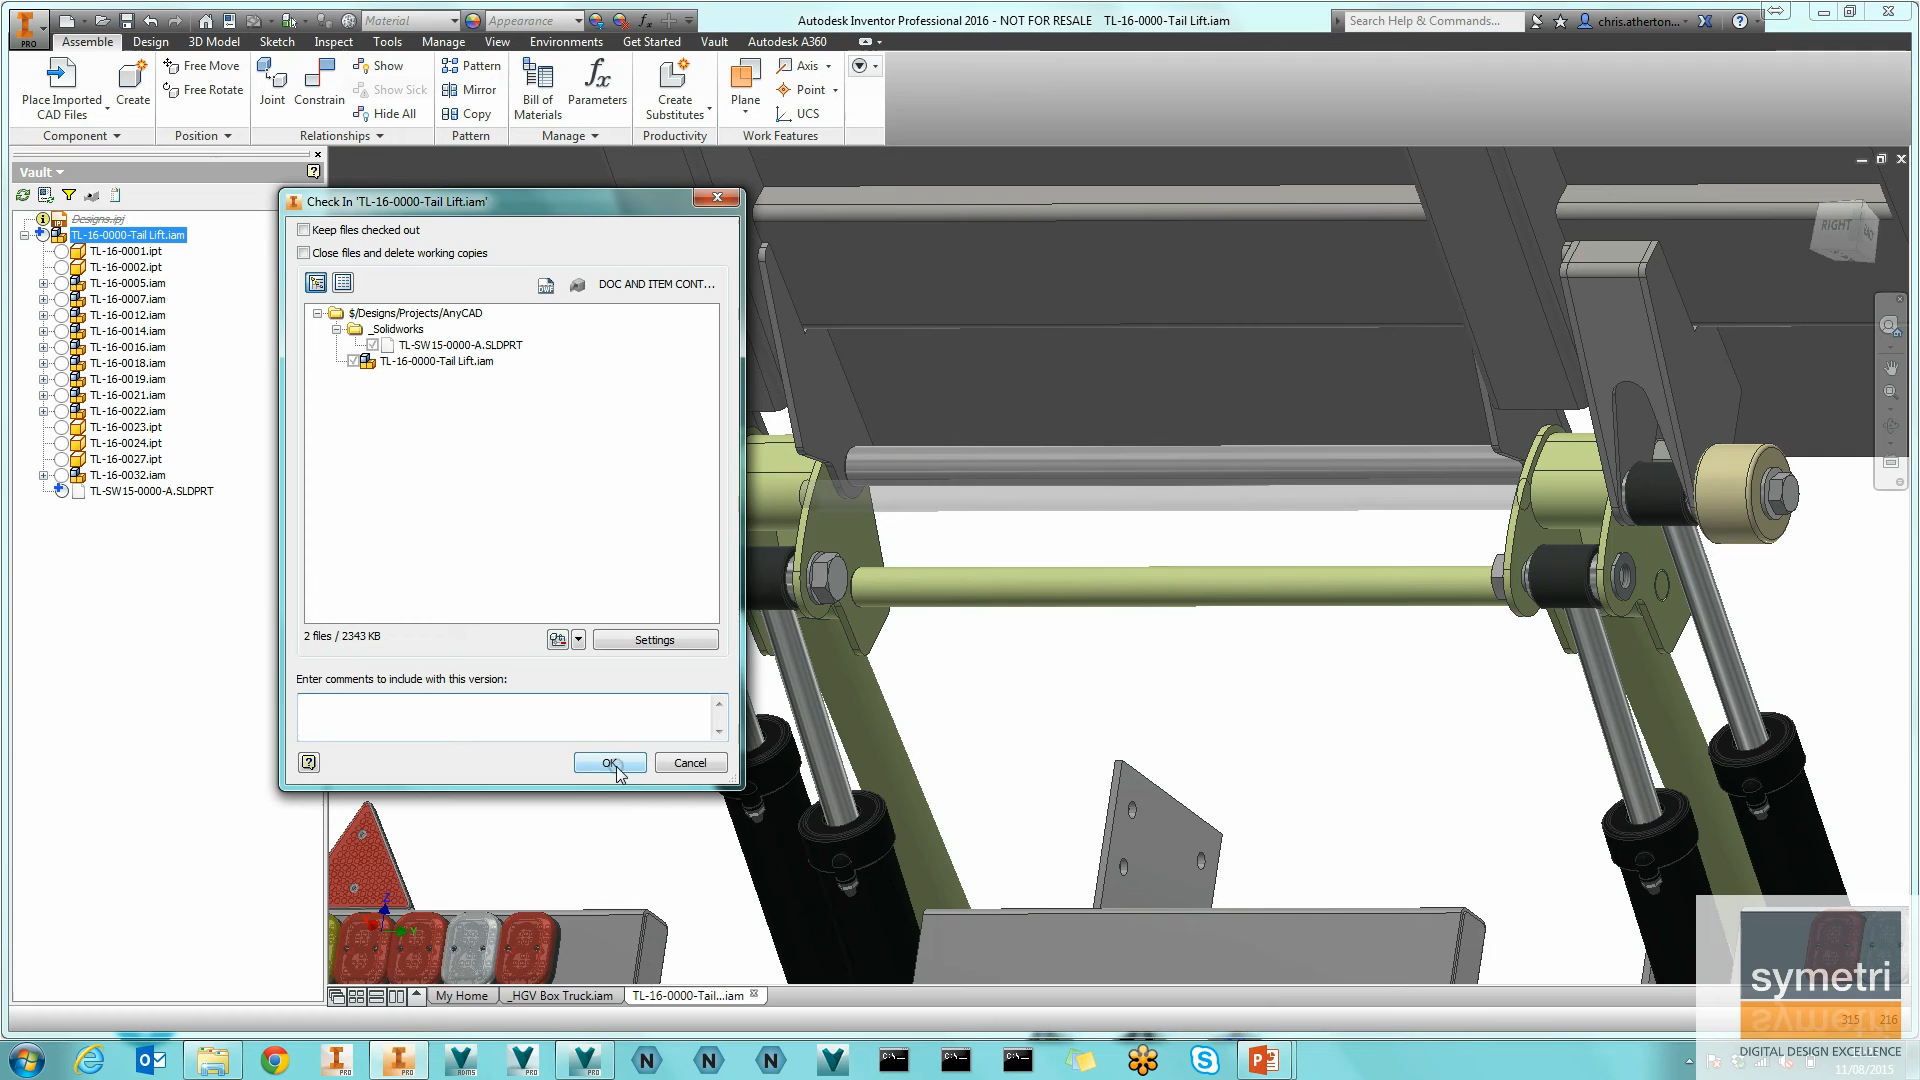 PRO
Material
Appearance
Autodesk Inventor Professional 2016 - NOT FOR RESALE TL-16-0000-Tail Lift.iam
Search Help & Commands...
chris.atherton...
Assemble Design 3D Model Sketch Inspect Tools Manage View Environments Get Started Vault Autodesk A360
Place Imported CAD Files
Create
Free Move
Free Rotate
Joint
Constrain
Show
Show Sick
Hide All
Pattern
Mirror
Copy
Bill of Materials
Parameters
Create Substitutes
Plane
Axis
Point
UCS
Component
Position
Relationships
Pattern
Manage
Productivity
Work Features
Vault
Designs.ipj
TL-16-0000-Tail Lift.iam
TL-16-0001.ipt
TL-16-0002.ipt
TL-16-0005.iam
TL-16-0007.iam
TL-16-0012.iam
TL-16-0014.iam
TL-16-0016.iam
TL-16-0018.iam
TL-16-0019.iam
TL-16-0021.iam
TL-16-0022.iam
TL-16-0023.ipt
TL-16-0024.ipt
TL-16-0027.ipt
TL-16-0032.iam
TL-SW15-0000-A.SLDPRT
Check In 'TL-16-0000-Tail Lift.iam'
Keep files checked out
Close files and delete working copies
DOC AND ITEM CONT...
$/Designs/Projects/AnyCAD
_Solidworks
TL-SW15-0000-A.SLDPRT
TL-16-0000-Tail Lift.iam
2 files / 2343 KB
Settings
Enter comments to include with this version:
OK
Cancel
RIGHT
Z
Y
My Home
_HGV Box Truck.iam
TL-16-0000-Tail...iam
symetri
315 216
DIGITAL DESIGN EXCELLENCE
11/08/2015